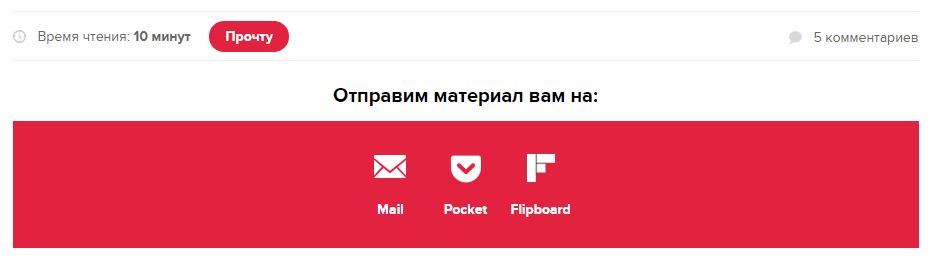 Время чтения: 10 минут Прочту 5 комментариев
Отправим материал вам на:
Mail Pocket Flipboard